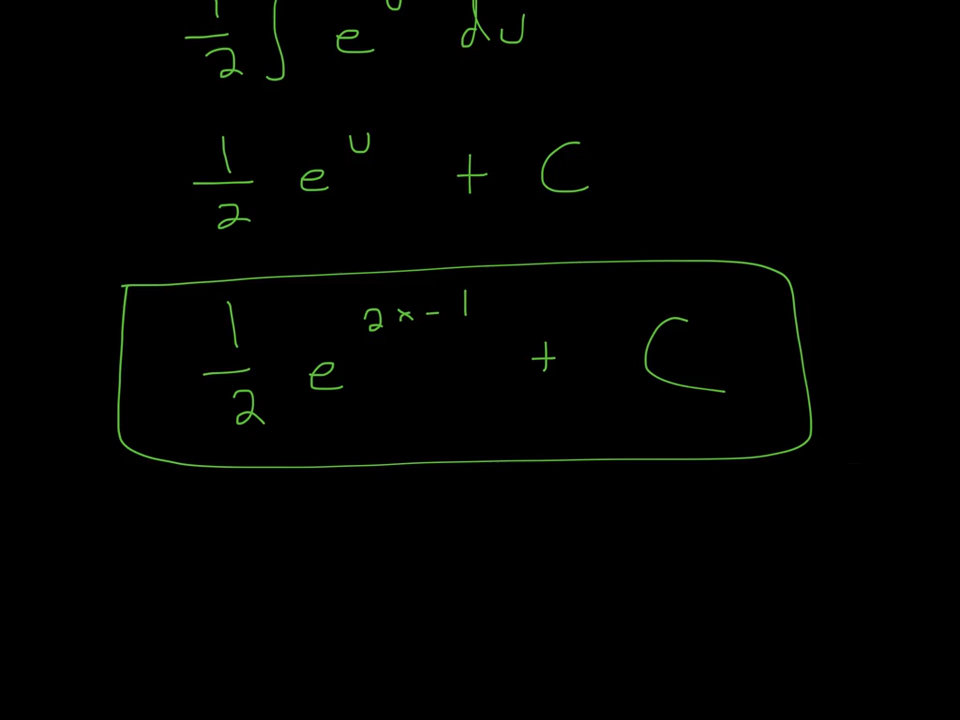 1/2 ∫ e^u du
1/2 e^u + C
1/2 e^(2x-1) + C